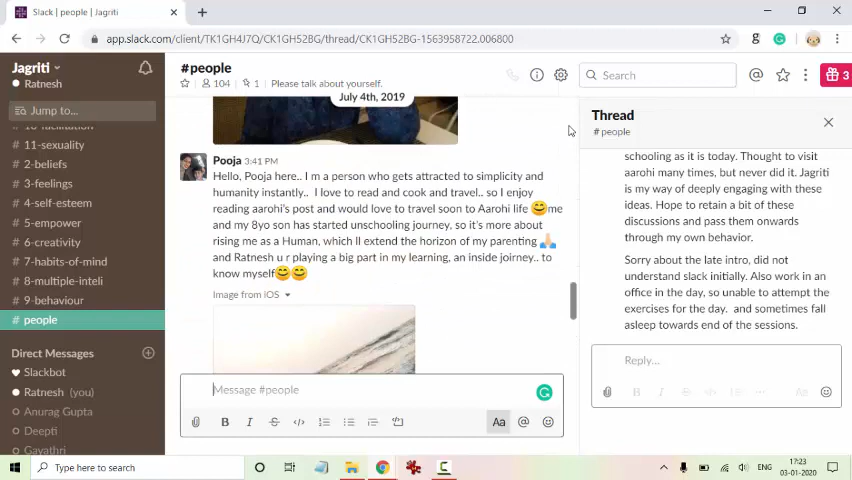 Slack | people | Jagriti
app.slack.com/client/TK1GH4J7Q/CK1GH52BG/thread/CK1GH52BG-1563958722.006800
Jagriti
Ratnesh
Jump to...
# 11-sexuality
# 2-beliefs
# 3-feelings
# 4-self-esteem
# 5-empower
# 6-creativity
# 7-habits-of-mind
# 8-multiple-inteli
# 9-behaviour
# people
Direct Messages
Slackbot
Ratnesh (you)
Anurag Gupta
Deepti
Gayathri
#people
104
1
Please talk about yourself.
Search
3
July 4th, 2019
Pooja 3:41 PM
Hello, Pooja here.. I m a person who gets attracted to simplicity and
humanity instantly.. I love to read and cook and travel.. so I enjoy
reading aarohi's post and would love to travel soon to Aarohi life 😊me
and my 8yo son has started unschooling journey, so it's more about
rising me as a Human, which ll extend the horizon of my parenting 🙏
and Ratnesh u r playing a big part in my learning, an inside joirney.. to
know myself😊😊
Image from iOS
Message #people
Aa
Thread
# people
schooling as it is today. Thought to visit
aarohi many times, but never did it. Jagriti
is my way of deeply engaging with these
ideas. Hope to retain a bit of these
discussions and pass them onwards
through my own behavior.
Sorry about the late intro, did not
understand slack initially. Also work in an
office in the day, so unable to attempt the
exercises for the day. and sometimes fall
asleep towards end of the sessions.
Reply...
Aa
Type here to search
ENG
17:23
03-01-2020